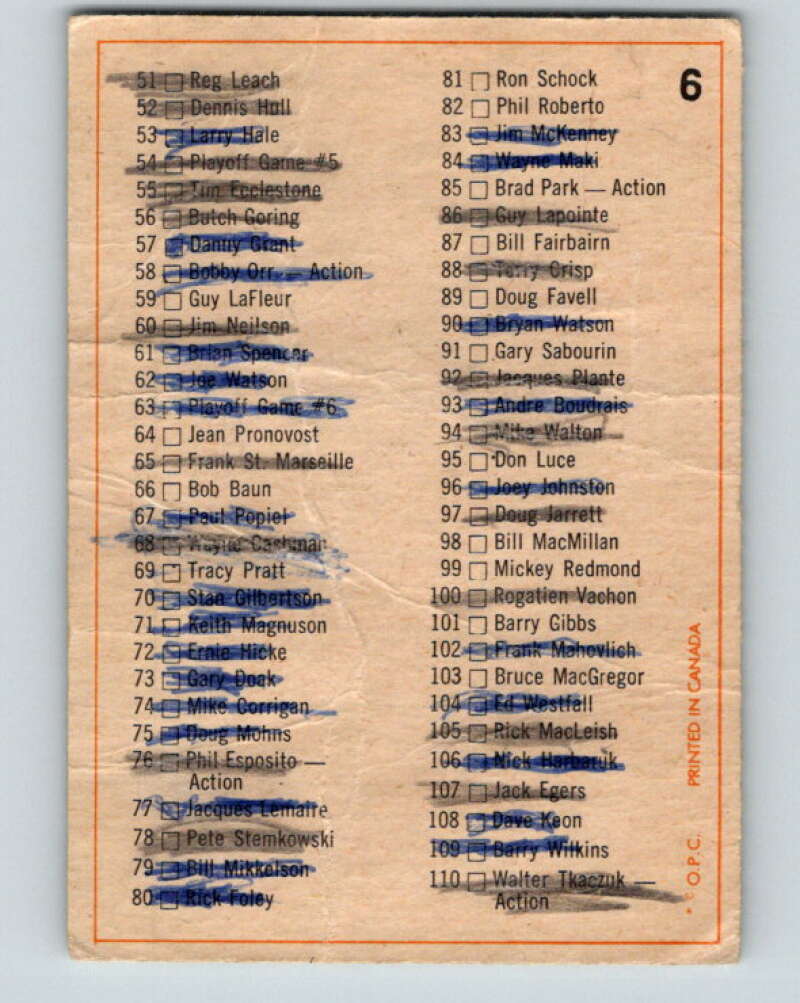 6
51 Reg Leach
52 Dennis Hull
53 Larry Hale
54 Playoff Game #5
55 Tim Ecclestone
56 Butch Goring
57 Danny Grant
58 Bobby Orr — Action
59 Guy LaFleur
60 Jim Neilson
61 Brian Spencer
62 Joe Watson
63 Playoff Game #6
64 Jean Pronovost
65 Frank St. Marseille
66 Bob Baun
67 Paul Popiel
68 Wayne Cashman
69 Tracy Pratt
70 Stan Gilbertson
71 Keith Magnuson
72 Ernie Hicke
73 Gary Doak
74 Mike Corrigan
75 Doug Mohns
76 Phil Esposito —
Action
77 Jacques Lemaire
78 Pete Stemkowski
79 Bill Mikkelson
80 Rick Foley
81 Ron Schock
82 Phil Roberto
83 Jim McKenney
84 Wayne Maki
85 Brad Park — Action
86 Guy Lapointe
87 Bill Fairbairn
88 Terry Crisp
89 Doug Favell
90 Bryan Watson
91 Gary Sabourin
92 Jacques Plante
93 Andre Boudrais
94 Mike Walton
95 Don Luce
96 Joey Johnston
97 Doug Jarrett
98 Bill MacMillan
99 Mickey Redmond
100 Rogatien Vachon
101 Barry Gibbs
102 Frank Mahovlich
103 Bruce MacGregor
104 Ed Westfall
105 Rick MacLeish
106 Nick Harbaruk
107 Jack Egers
108 Dave Keon
109 Barry Wilkins
110 Walter Tkaczuk —
Action
* © O.P.C. PRINTED IN CANADA